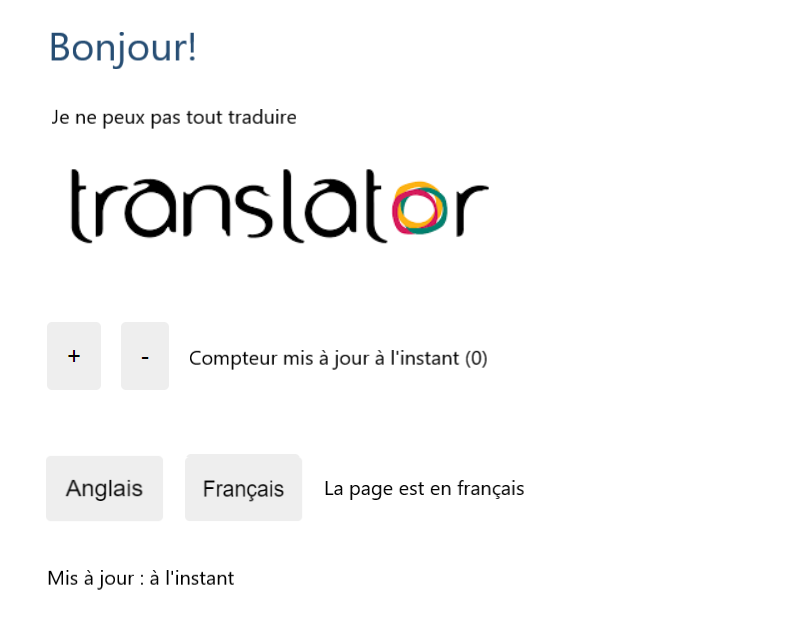 Bonjour!
Je ne peux pas tout traduire
translator
+ - Compteur mis à jour à l'instant (0)
Anglais Français La page est en français
Mis à jour : à l'instant